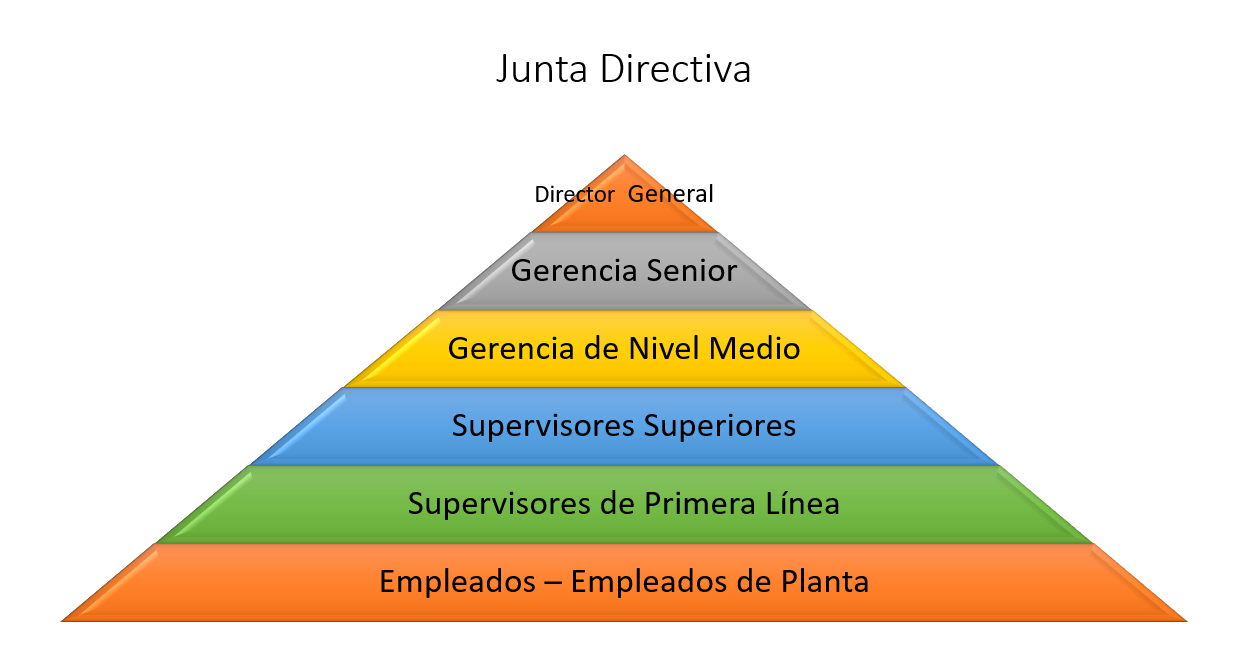 Junta Directiva
Director General
Gerencia Senior
Gerencia de Nivel Medio
Supervisores Superiores
Supervisores de Primera Línea
Empleados – Empleados de Planta